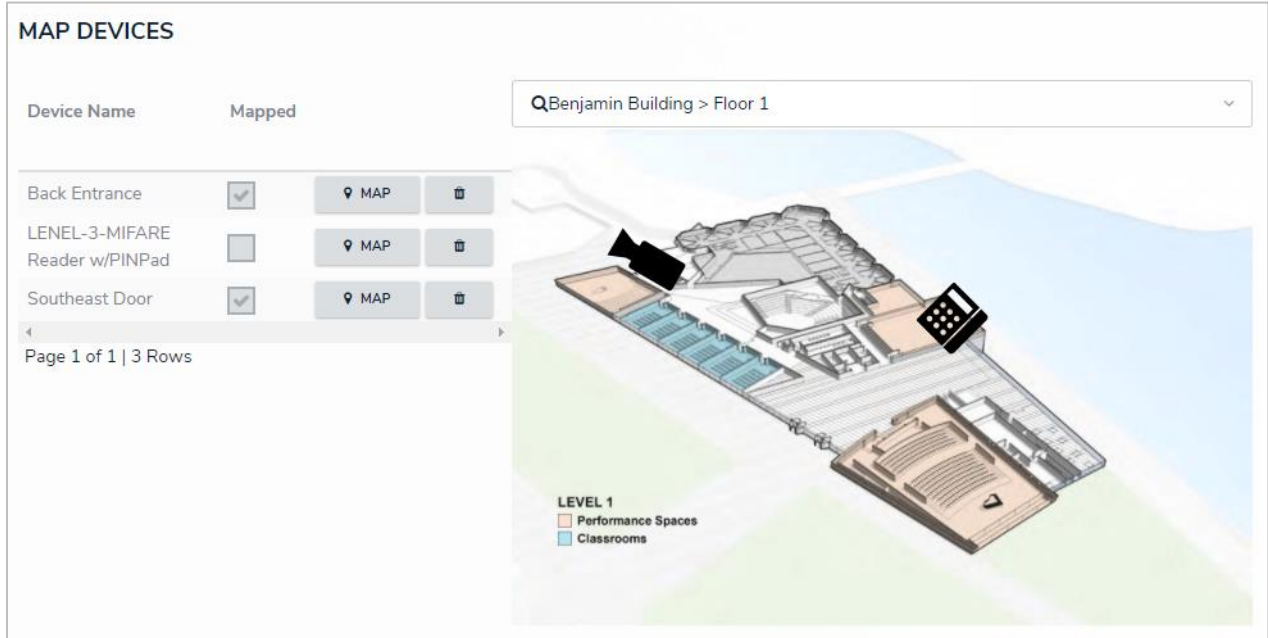 MAP DEVICES
Device Name Mapped
Benjamin Building > Floor 1
Back Entrance MAP
LENEL-3-MIFARE
Reader w/PINPad MAP
Southeast Door MAP
Page 1 of 1 | 3 Rows
LEVEL 1
Performance Spaces
Classrooms